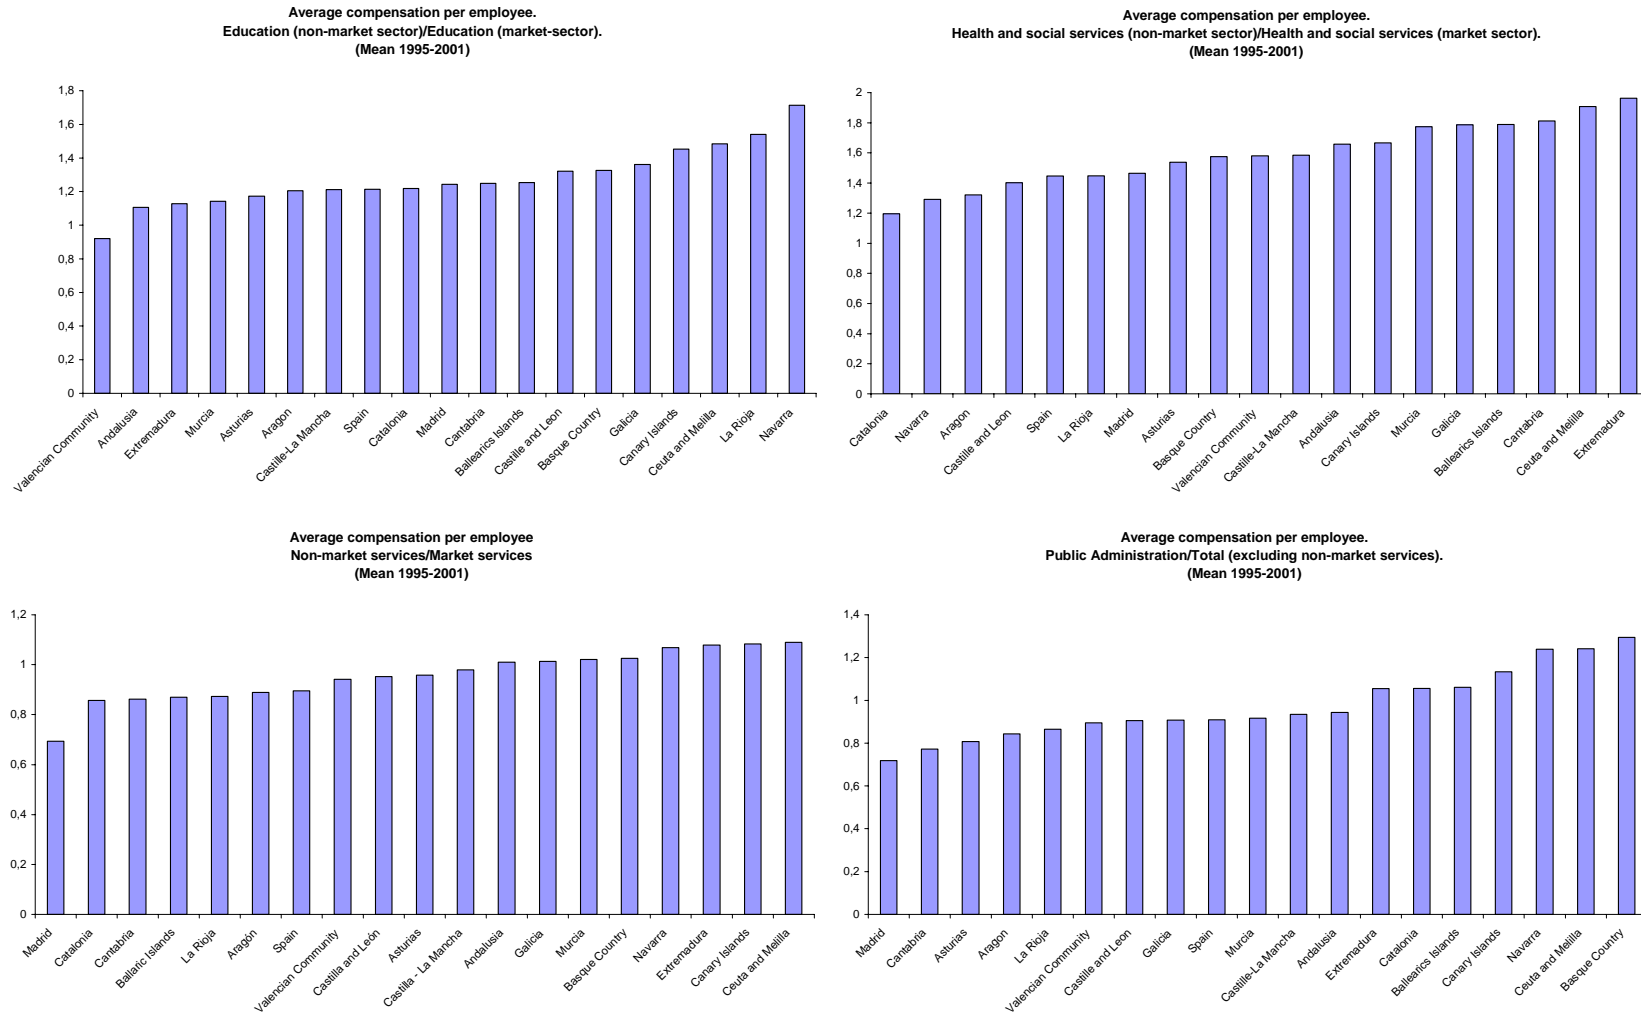 Average compensation per employee.
Education (non-market sector)/Education (market-sector).
(Mean 1995-2001)
1,8
1,6
1,4
1,2
1
0,8
0,6
0,4
0,2
0
Valencian Community
Andalusia
Extremadura
Murcia
Asturias
Aragon
Castille-La Mancha
Spain
Catalonia
Madrid
Cantabria
Ballearics Islands
Castille and Leon
Basque Country
Galicia
Canary Islands
Ceuta and Melilla
La Rioja
Navarra
Average compensation per employee.
Health and social services (non-market sector)/Health and social services (market sector).
(Mean 1995-2001)
2
1,8
1,6
1,4
1,2
1
0,8
0,6
0,4
0,2
0
Catalonia
Navarra
Aragon
Castille and Leon
Spain
La Rioja
Madrid
Asturias
Basque Country
Valencian Community
Castille-La Mancha
Andalusia
Canary Islands
Murcia
Galicia
Ballearics Islands
Cantabria
Ceuta and Melilla
Extremadura
Average compensation per employee
Non-market services/Market services
(Mean 1995-2001)
1,2
1
0,8
0,6
0,4
0,2
0
Madrid
Catalonia
Cantabria
Ballaric Islands
La Rioja
Aragón
Spain
Valencian Community
Castilla and León
Asturias
Castilla - La Mancha
Andalusia
Galicia
Murcia
Basque Country
Navarra
Extremadura
Canary Islands
Ceuta and Melilla
Average compensation per employee.
Public Administration/Total (excluding non-market services).
(Mean 1995-2001)
1,4
1,2
1
0,8
0,6
0,4
0,2
0
Madrid
Cantabria
Asturias
Aragon
La Rioja
Valencian Community
Castille and Leon
Galicia
Spain
Murcia
Castille-La Mancha
Andalusia
Extremadura
Catalonia
Ballearics Islands
Canary Islands
Navarra
Ceuta and Melilla
Basque Country